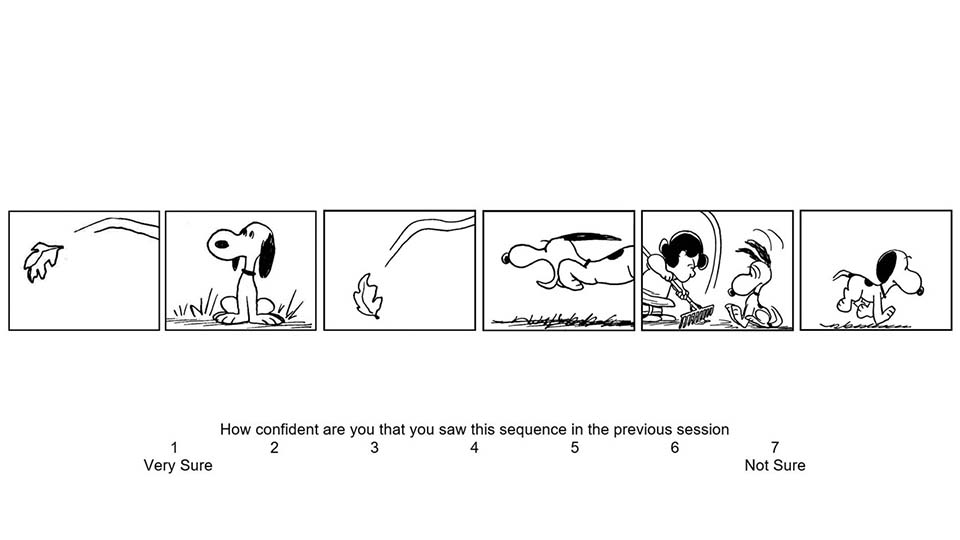 How confident are you that you saw this sequence in the previous session
1 2 3 4 5 6 7
Very Sure Not Sure